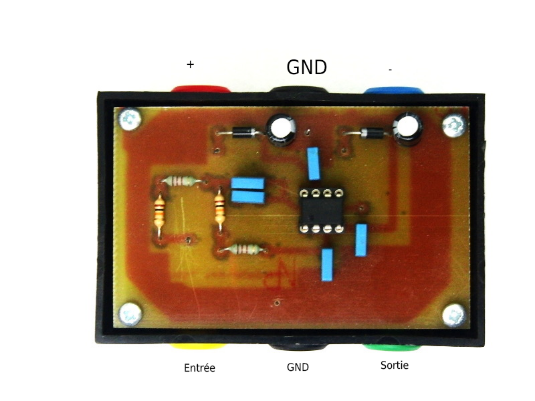 + GND -
Entrée GND Sortie